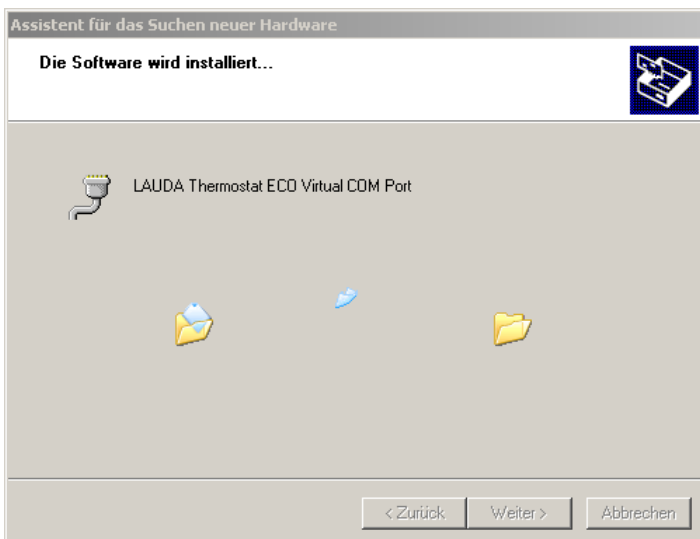 Assistent für das Suchen neuer Hardware
Die Software wird installiert...
LAUDA Thermostat ECO Virtual COM Port
< Zurück
Weiter >
Abbrechen